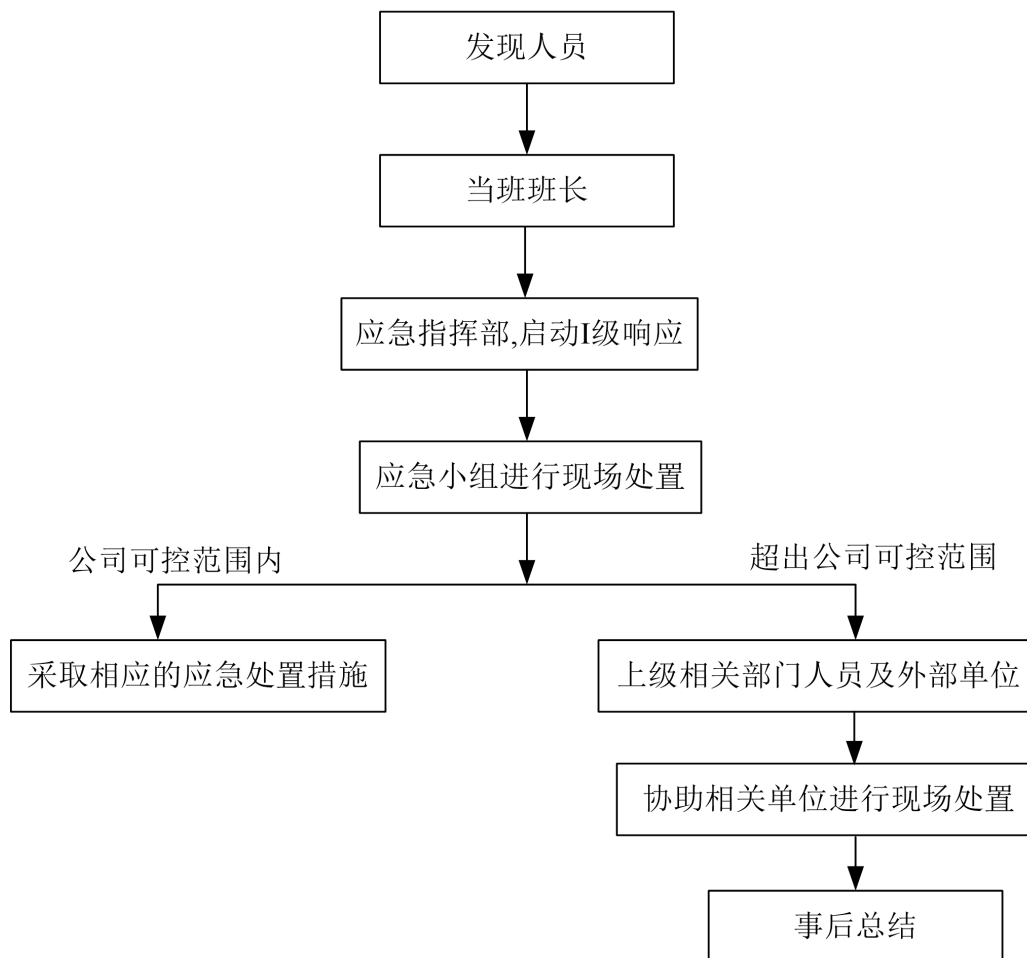 发现人员
当班班长
应急指挥部,启动I级响应
应急小组进行现场处置
公司可控范围内
超出公司可控范围
采取相应的应急处置措施
上级相关部门人员及外部单位
协助相关单位进行现场处置
事后总结